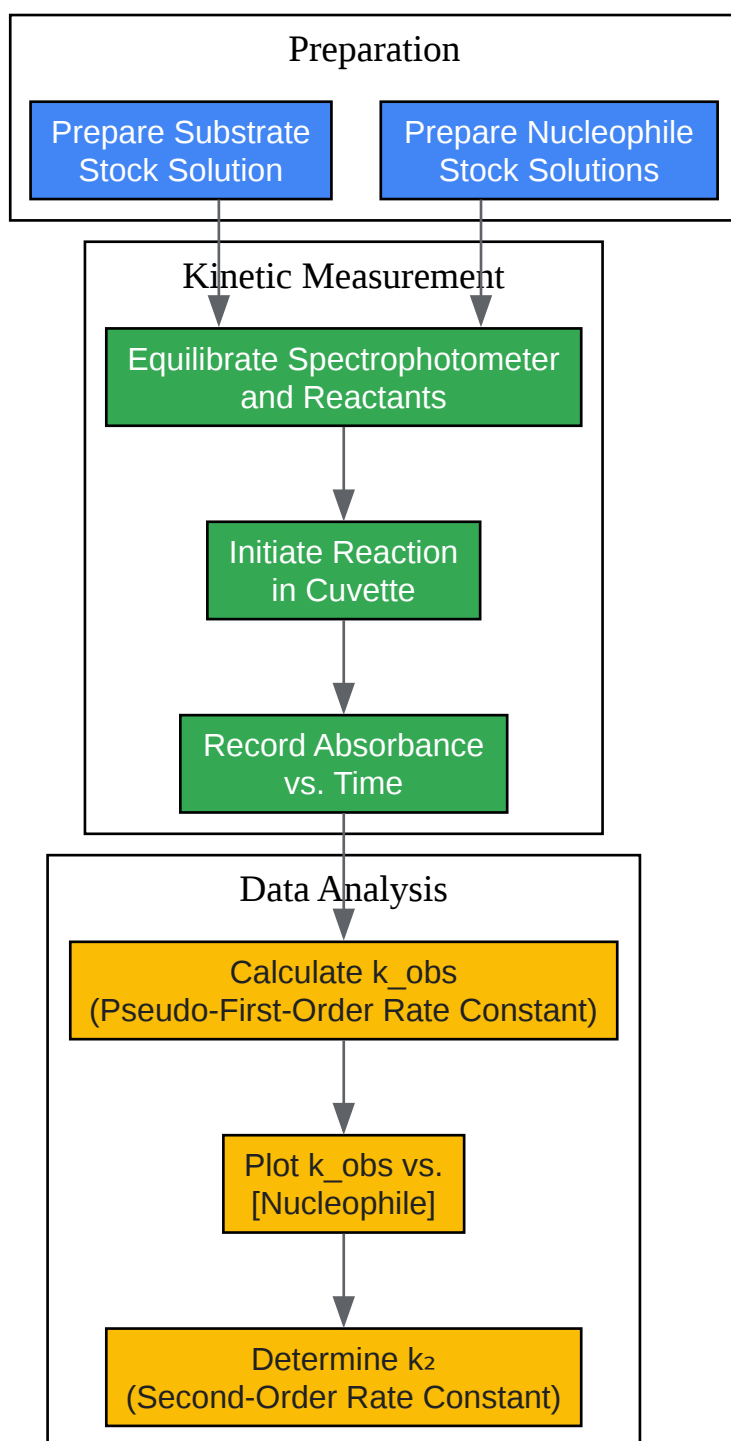 Preparation
Prepare Substrate
Stock Solution
Prepare Nucleophile
Stock Solutions
Kinetic Measurement
Equilibrate Spectrophotometer
and Reactants
Initiate Reaction
in Cuvette
Record Absorbance
vs. Time
Data Analysis
Calculate k_obs
(Pseudo-First-Order Rate Constant)
Plot k_obs vs.
[Nucleophile]
Determine k₂
(Second-Order Rate Constant)